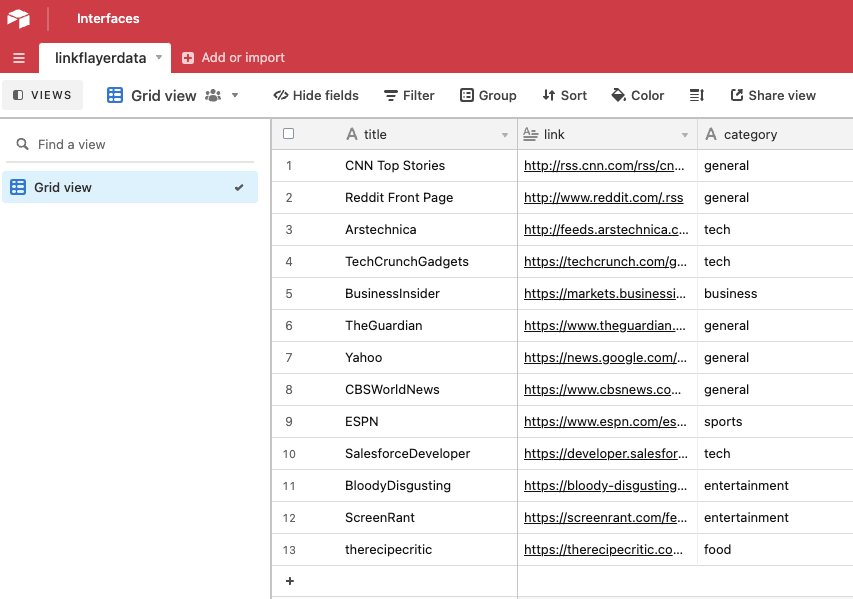 Interfaces
linkflayerdata
Add or import
VIEWS
Grid view
Hide fields
Filter
Group
Sort
Color
Share view
Find a view
Grid view
A title
link
A category
1 CNN Top Stories http://rss.cnn.com/rss/cn... general
2 Reddit Front Page http://www.reddit.com/.rss general
3 Arstechnica http://feeds.arstechnica.c... tech
4 TechCrunchGadgets https://techcrunch.com/g... tech
5 BusinessInsider https://markets.businessi... business
6 TheGuardian https://www.theguardian.... general
7 Yahoo https://news.google.com/... general
8 CBSWorldNews https://www.cbsnews.co... general
9 ESPN https://www.espn.com/es... sports
10 SalesforceDeveloper https://developer.salesfor... tech
11 BloodyDisgusting https://bloody-disgusting... entertainment
12 ScreenRant https://screenrant.com/fe... entertainment
13 therecipecritic https://therecipecritic.co... food
+